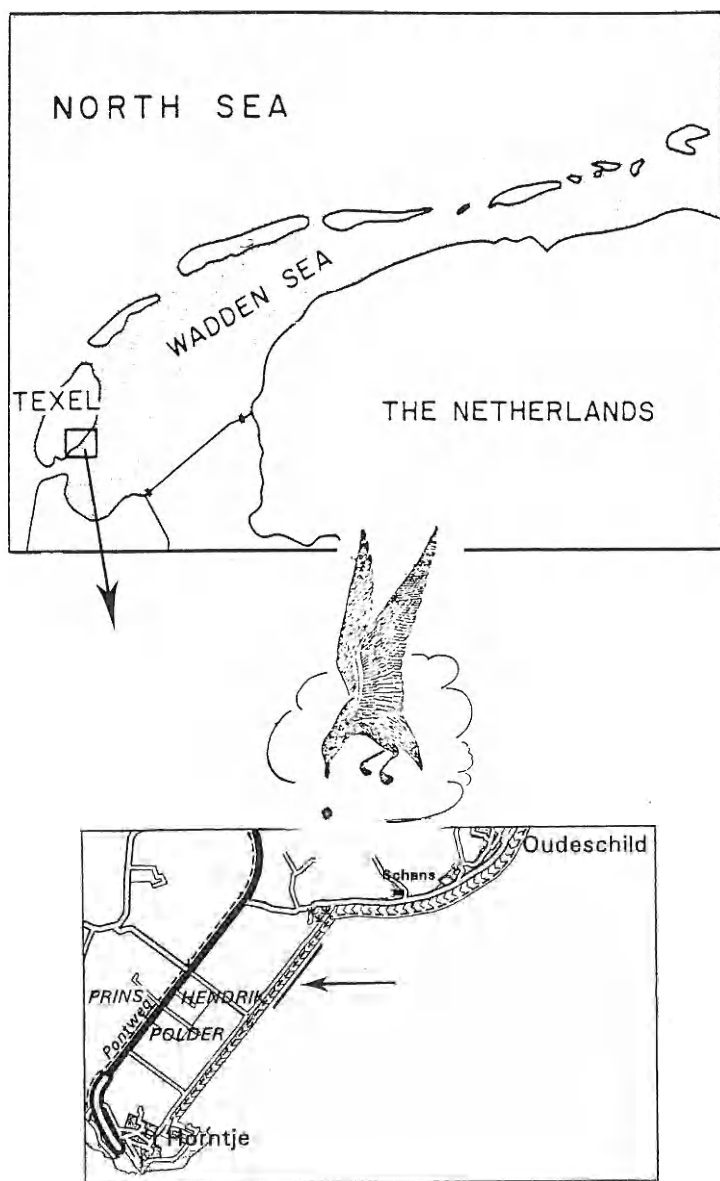 NORTH SEA
WADDEN SEA
TEXEL
THE NETHERLANDS
Oudeschild
Schans
PRINS
HENDRIK
POLDER
Pontweg
't Horntje